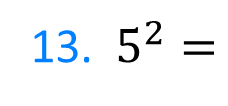 13. 5² =